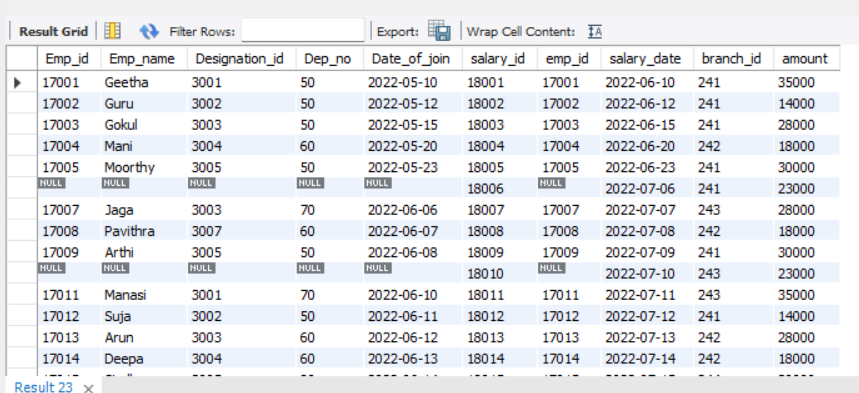 Result Grid Filter Rows: Export: Wrap Cell Content: IA
Emp_id Emp_name Designation_id Dep_no Date_of_join salary_id emp_id salary_date branch_id amount
17001 Geetha 3001 50 2022-05-10 18001 17001 2022-06-10 241 35000
17002 Guru 3002 50 2022-05-12 18002 17002 2022-06-12 241 14000
17003 Gokul 3003 50 2022-05-15 18003 17003 2022-06-15 241 28000
17004 Mani 3004 60 2022-05-20 18004 17004 2022-06-20 242 18000
17005 Moorthy 3005 50 2022-05-23 18005 17005 2022-06-23 241 30000
NULL NULL NULL NULL NULL 18006 NULL 2022-07-06 241 23000
17007 Jaga 3003 70 2022-06-06 18007 17007 2022-07-07 243 28000
17008 Pavithra 3007 60 2022-06-07 18008 17008 2022-07-08 242 18000
17009 Arthi 3005 50 2022-06-08 18009 17009 2022-07-09 241 30000
NULL NULL NULL NULL NULL 18010 NULL 2022-07-10 243 23000
17011 Manasi 3001 70 2022-06-10 18011 17011 2022-07-11 243 35000
17012 Suja 3002 50 2022-06-11 18012 17012 2022-07-12 241 14000
17013 Arun 3003 60 2022-06-12 18013 17013 2022-07-13 242 28000
17014 Deepa 3004 60 2022-06-13 18014 17014 2022-07-14 242 18000
Result 23